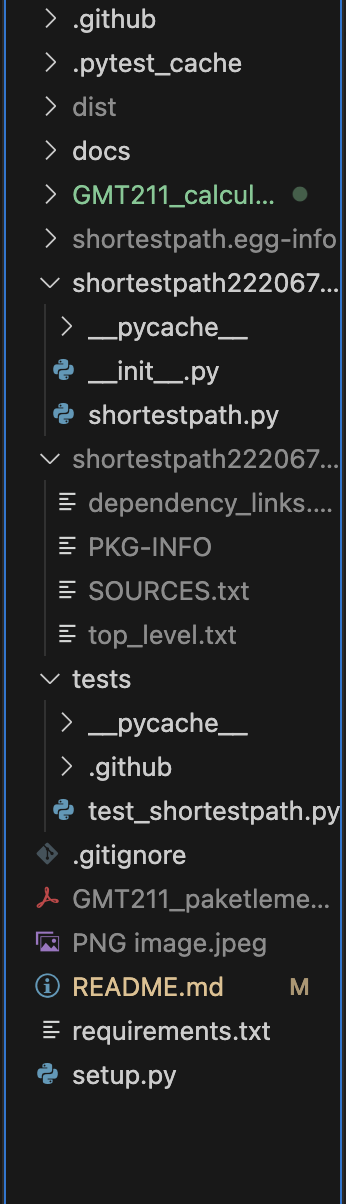 .github
.pytest_cache
dist
docs
GMT211_calcul...
shortestpath.egg-info
shortestpath222067...
__pycache__
__init__.py
shortestpath.py
shortestpath222067...
dependency_links....
PKG-INFO
SOURCES.txt
top_level.txt
tests
__pycache__
.github
test_shortestpath.py
.gitignore
GMT211_paketleme...
PNG image.jpeg
README.md M
requirements.txt
setup.py